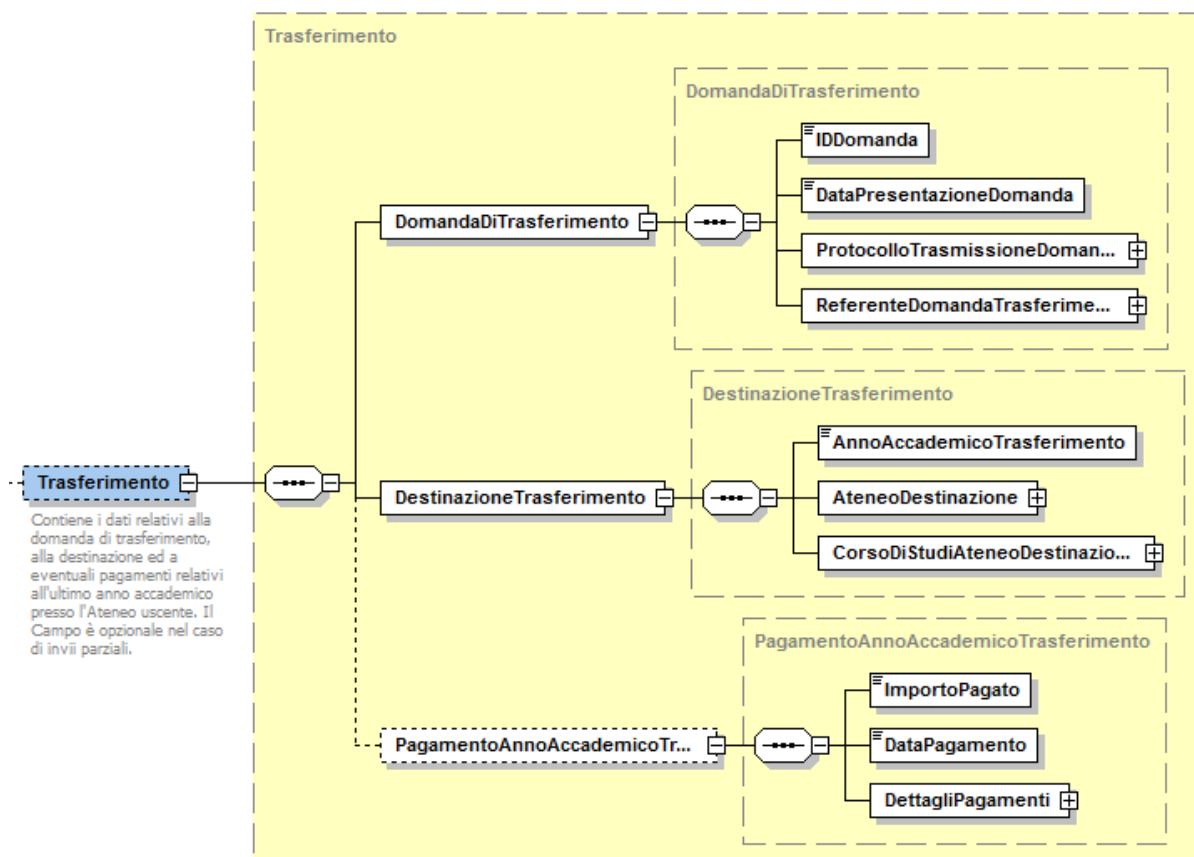 Trasferimento
DomandaDiTrasferimento
IDDomanda
DataPresentazioneDomanda
DomandaDiTrasferimento
ProtocolloTrasmissioneDoman...
ReferenteDomandaTrasferime...
DestinazioneTrasferimento
AnnoAccademicoTrasferimento
Trasferimento
DestinazioneTrasferimento
AteneoDestinazione
CorsoDiStudiAteneoDestinazio...
Contiene i dati relativi alla
domanda di trasferimento,
alla destinazione ed a
eventuali pagamenti relativi
all'ultimo anno accademico
presso l'Ateneo uscente. Il
Campo è opzionale nel caso
di invii parziali.
PagamentoAnnoAccademicoTrasferimento
ImportoPagato
PagamentoAnnoAccademicoTr...
DataPagamento
DettagliPagamenti